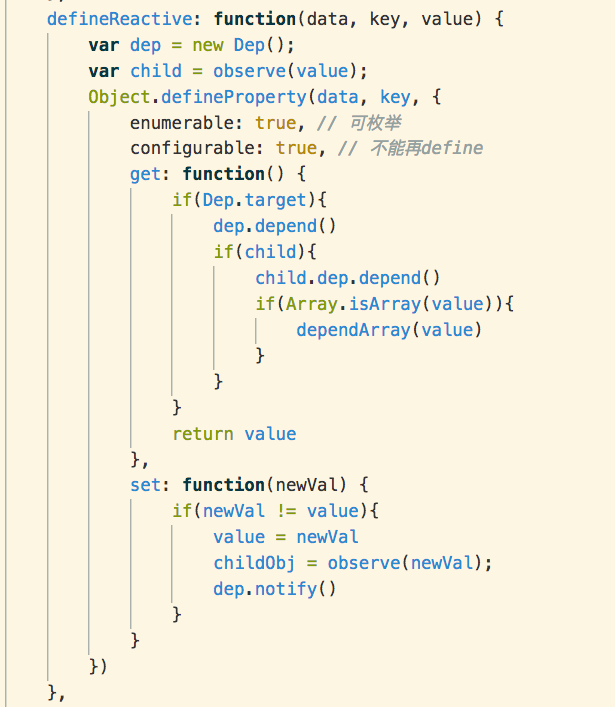 defineReactive: function(data, key, value) {
var dep = new Dep();
var child = observe(value);
Object.defineProperty(data, key, {
enumerable: true, // 可枚举
configurable: true, // 不能再define
get: function() {
if(Dep.target){
dep.depend()
if(child){
child.dep.depend()
if(Array.isArray(value)){
dependArray(value)
}
}
}
return value
},
set: function(newVal) {
if(newVal != value){
value = newVal
childObj = observe(newVal);
dep.notify()
}
}
})
},